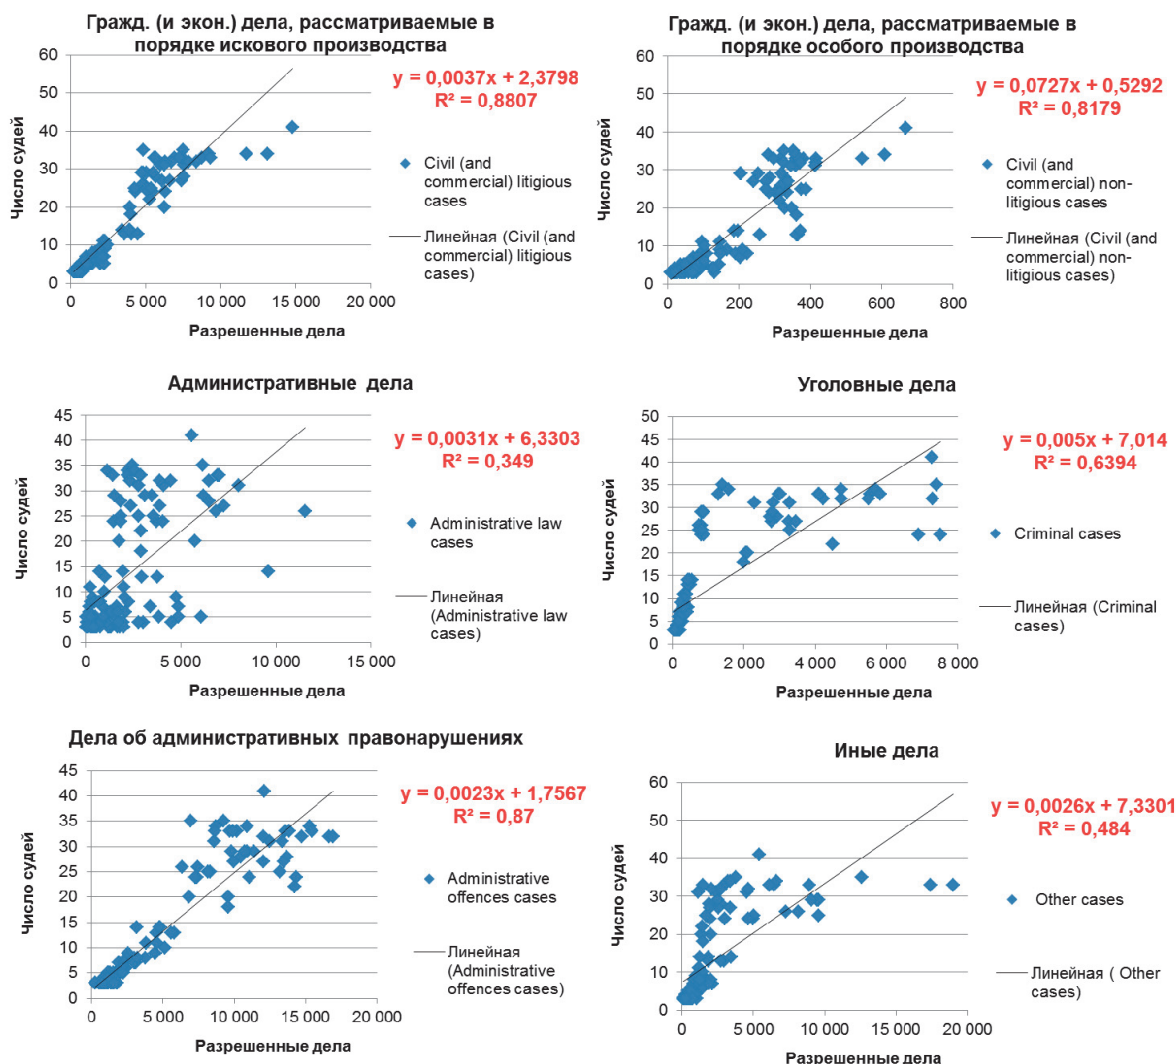 Гражд. (и экон.) дела, рассматриваемые в
порядке искового производства
60
50
40
30
20
10
0
Число судей
0 5 000 10 000 15 000 20 000
Разрешенные дела
y = 0,0037x + 2,3798
R² = 0,8807
Civil (and
commercial) litigious
cases
Линейная (Civil (and
commercial) litigious
cases)
Гражд. (и экон.) дела, рассматриваемые в
порядке особого производства
60
50
40
30
20
10
0
Число судей
0 200 400 600 800
Разрешенные дела
y = 0,0727x + 0,5292
R² = 0,8179
Civil (and
commercial) non-
litigious cases
Линейная (Civil (and
commercial) non-
litigious cases)
Административные дела
45
40
35
30
25
20
15
10
5
0
Число судей
0 5 000 10 000 15 000
Разрешенные дела
y = 0,0031x + 6,3303
R² = 0,349
Administrative law
cases
Линейная
(Administrative law
cases)
Уголовные дела
50
45
40
35
30
25
20
15
10
5
0
Число судей
0 2 000 4 000 6 000 8 000
Разрешенные дела
y = 0,005x + 7,014
R² = 0,6394
Criminal cases
Линейная (Criminal
cases)
Дела об административных правонарушениях
45
40
35
30
25
20
15
10
5
0
Число судей
0 5 000 10 000 15 000 20 000
Разрешенные дела
y = 0,0023x + 1,7567
R² = 0,87
Administrative
offences cases
Линейная
(Administrative
offences cases)
Иные дела
60
50
40
30
20
10
0
Число судей
0 5 000 10 000 15 000 20 000
Разрешенные дела
y = 0,0026x + 7,3301
R² = 0,484
Other cases
Линейная ( Other
cases)